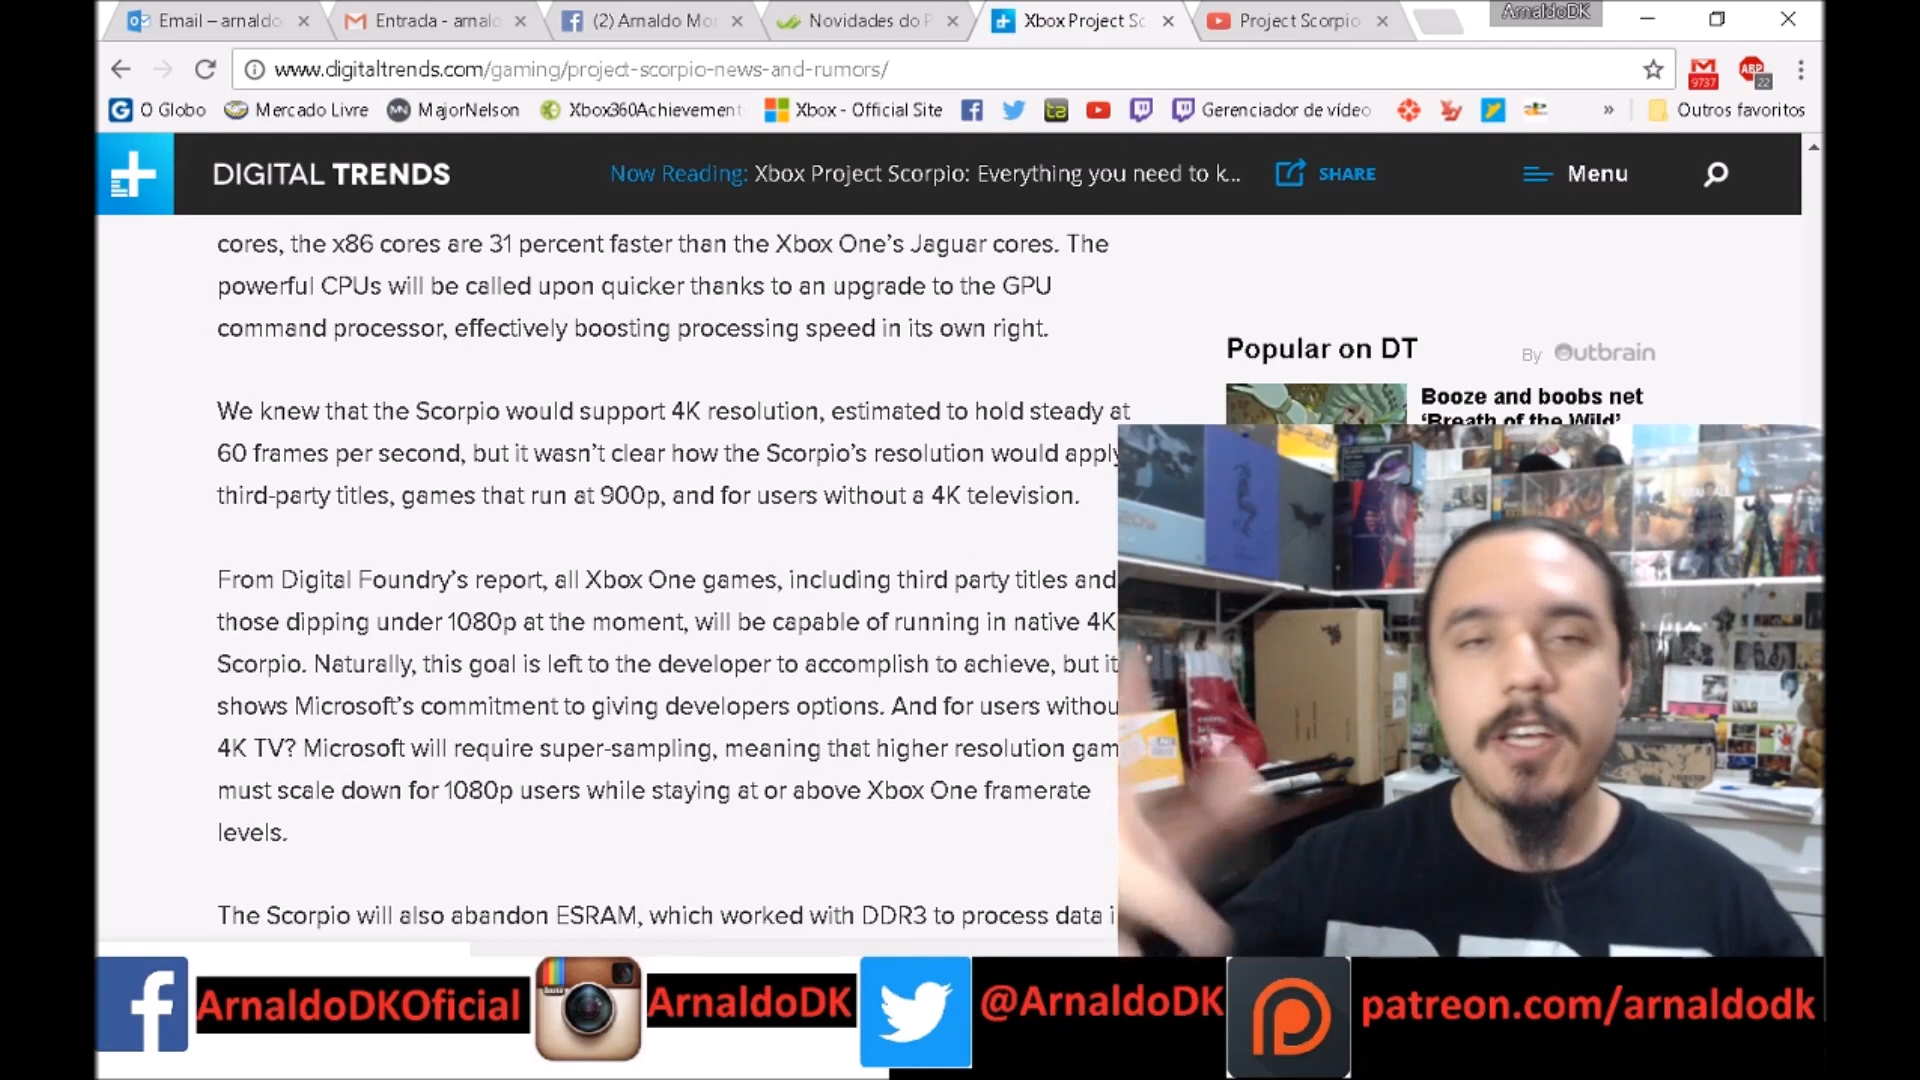 Email – arnaldo
Entrada - arnald
(2) Arnaldo Mor
Novidades do P
Xbox Project Sc
Project Scorpio
ArnaldoDK
www.digitaltrends.com/gaming/project-scorpio-news-and-rumors/
9737
ABP
22
O Globo
Mercado Livre
MajorNelson
Xbox360Achievement
Xbox - Official Site
Gerenciador de vídeo
»
Outros favoritos
DIGITAL TRENDS
Now Reading: Xbox Project Scorpio: Everything you need to k...
SHARE
Menu
cores, the x86 cores are 31 percent faster than the Xbox One's Jaguar cores. The
powerful CPUs will be called upon quicker thanks to an upgrade to the GPU
command processor, effectively boosting processing speed in its own right.
Popular on DT
By Outbrain
Booze and boobs net
'Breath of the Wild'
We knew that the Scorpio would support 4K resolution, estimated to hold steady at
60 frames per second, but it wasn't clear how the Scorpio's resolution would apply
third-party titles, games that run at 900p, and for users without a 4K television.
From Digital Foundry's report, all Xbox One games, including third party titles and
those dipping under 1080p at the moment, will be capable of running in native 4K
Scorpio. Naturally, this goal is left to the developer to accomplish to achieve, but it
shows Microsoft's commitment to giving developers options. And for users withou
4K TV? Microsoft will require super-sampling, meaning that higher resolution gam
must scale down for 1080p users while staying at or above Xbox One framerate
levels.
The Scorpio will also abandon ESRAM, which worked with DDR3 to process data i
ArnaldoDKOficial
ArnaldoDK
@ArnaldoDK
patreon.com/arnaldodk